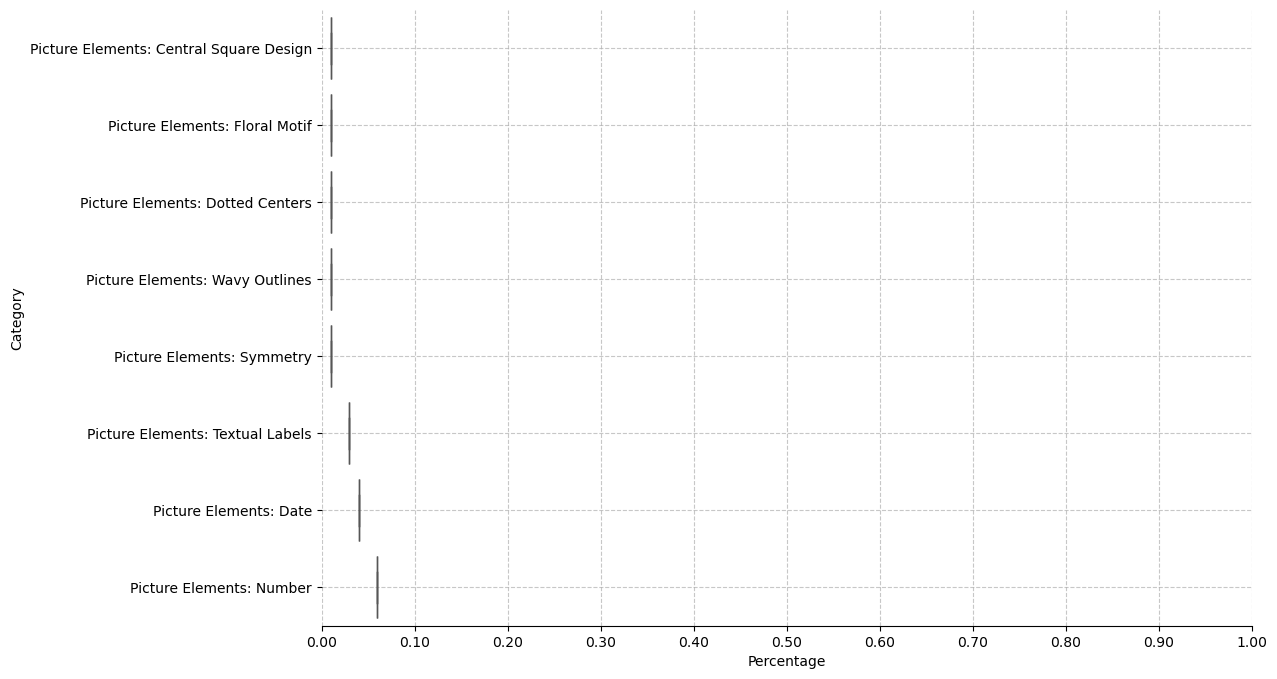 Picture Elements: Central Square Design
Picture Elements: Floral Motif
Picture Elements: Dotted Centers
Picture Elements: Wavy Outlines
Category
Picture Elements: Symmetry
Picture Elements: Textual Labels
Picture Elements: Date
Picture Elements: Number
0.00 0.10 0.20 0.30 0.40 0.50 0.60 0.70 0.80 0.90 1.00
Percentage